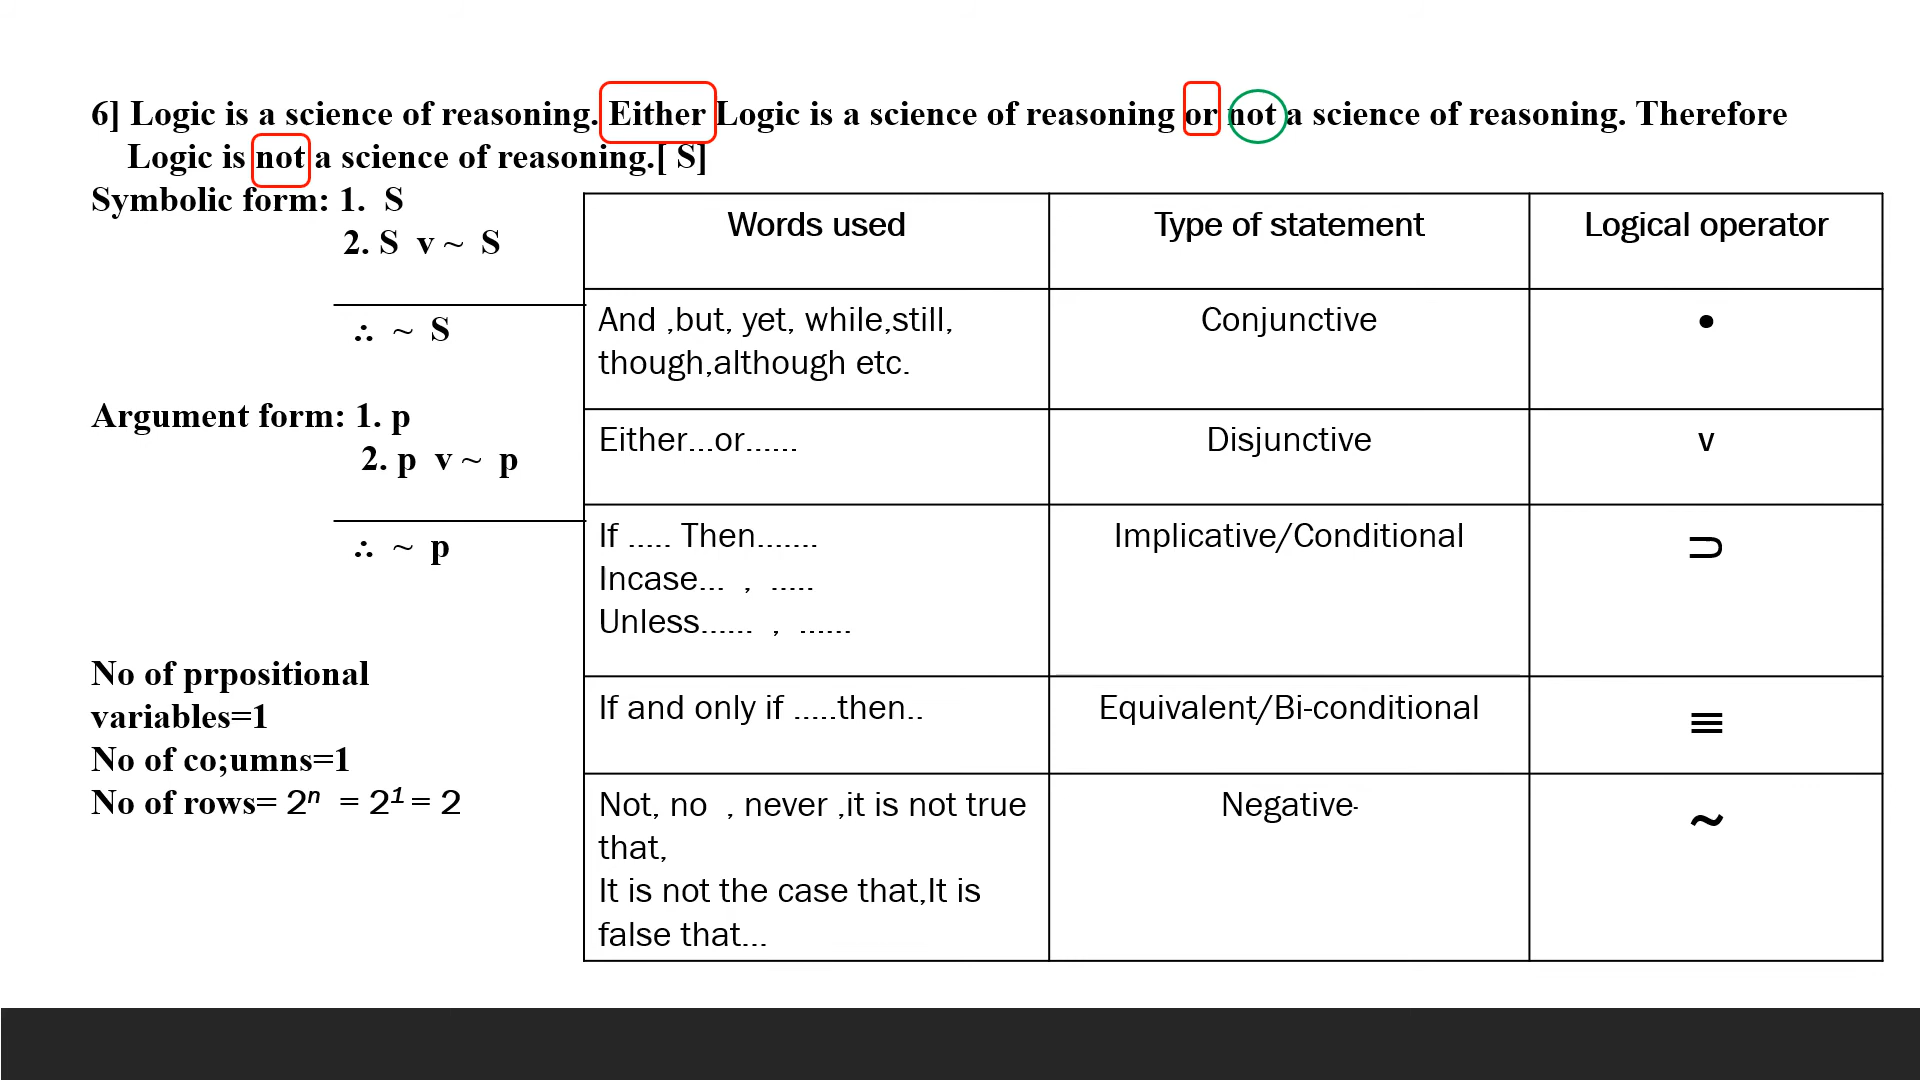 6] Logic is a science of reasoning. Either Logic is a science of reasoning or not a science of reasoning. Therefore
Logic is not a science of reasoning.[ S]
Symbolic form: 1. S
2. S v ~ S
∴ ~ S
Argument form: 1. p
2. p v ~ p
∴ ~ p
No of prpositional
variables=1
No of co;umns=1
No of rows= 2ⁿ = 2¹ = 2
Words used Type of statement Logical operator
And ,but, yet, while,still, Conjunctive •
though,although etc.
Either...or...... Disjunctive v
If ..... Then....... Implicative/Conditional ⊃
Incase... , .....
Unless...... , ......
If and only if .....then.. Equivalent/Bi-conditional ≡
Not, no , never ,it is not true Negative- ~
that,
It is not the case that,It is
false that...